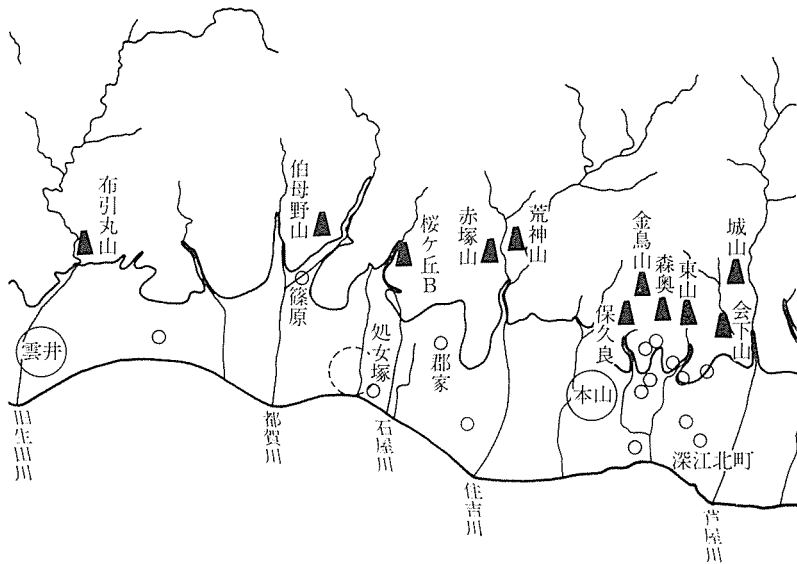 布引丸山
伯母野山
桜ケ丘B
赤塚山
荒神山
金鳥山
森奥
東山
城山
保久良
会下山
篠原
処女塚
郡家
雲井
本山
深江北町
旧生田川
都賀川
石屋川
住吉川
芦屋川